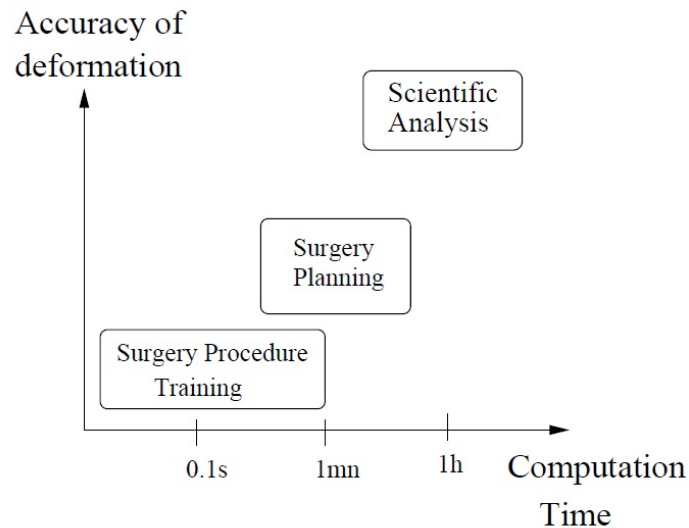 Accuracy of
deformation
Scientific
Analysis
Surgery
Planning
Surgery Procedure
Training
0.1s
1mn
1h
Computation
Time